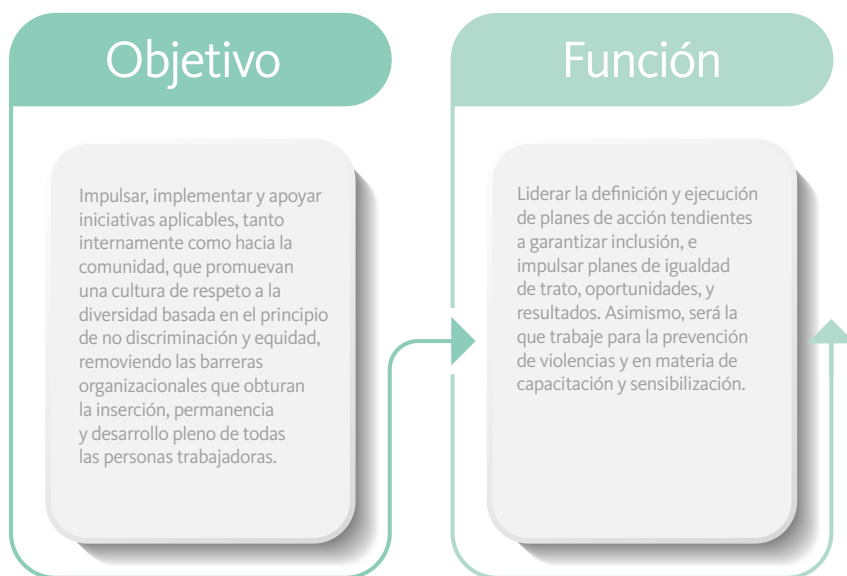 Objetivo
Impulsar, implementar y apoyar
iniciativas aplicables, tanto
internamente como hacia la
comunidad, que promuevan
una cultura de respeto a la
diversidad basada en el principio
de no discriminación y equidad,
removiendo las barreras
organizacionales que obturan
la inserción, permanencia
y desarrollo pleno de todas
las personas trabajadoras.
Función
Liderar la definición y ejecución
de planes de acción tendientes
a garantizar inclusión, e
impulsar planes de igualdad
de trato, oportunidades, y
resultados. Asimismo, será la
que trabaje para la prevención
de violencias y en materia de
capacitación y sensibilización.